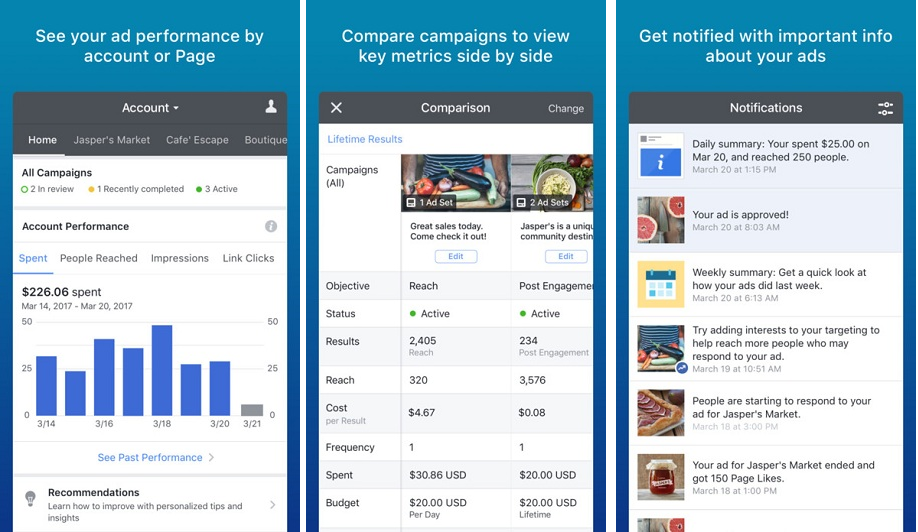 See your ad performance by
account or Page
Account
Home Jasper's Market Cafe' Escape Boutique
All Campaigns
2 In review 1 Recently completed 3 Active
Account Performance
Spent People Reached Impressions Link Clicks
$226.06 spent
Mar 14, 2017 - Mar 20, 2017
50 50
25 25
0 0
3/14 3/16 3/18 3/20 3/21
See Past Performance
Recommendations
Learn how to improve with personalized tips and
insights
Compare campaigns to view
key metrics side by side
Comparison Change
Lifetime Results
Campaigns
(All)
1 Ad Set 2 Ad Sets
Great sales today. Jasper's is a uniqu
Come check it out! community destin
Edit Edit
Objective Reach Post Engagemen
Status Active Active
Results 2,405 234
Reach Post Engagement
Reach 320 3,576
Cost $4.67 $0.08
per Result
Frequency 1 1
Spent $30.86 USD $20.00 USD
Budget $20.00 USD $20.00 USD
Per Day Lifetime
Get notified with important info
about your ads
Notifications
Daily summary: Your spent $25.00 on
Mar 20, and reached 250 people.
March 20 at 1:15 PM
Your ad is approved!
March 20 at 8:03 AM
Weekly summary: Get a quick look at
how your ads did last week.
March 20 at 6:13 AM
Try adding interests to your targeting to
help reach more people who may
respond to your ad.
March 19 at 10:51 AM
People are starting to respond to your
ad for Jasper's Market.
March 18 at 3:00 PM
Your ad for Jasper's Market ended and
got 150 Page Likes.
March 18 at 1:00 PM